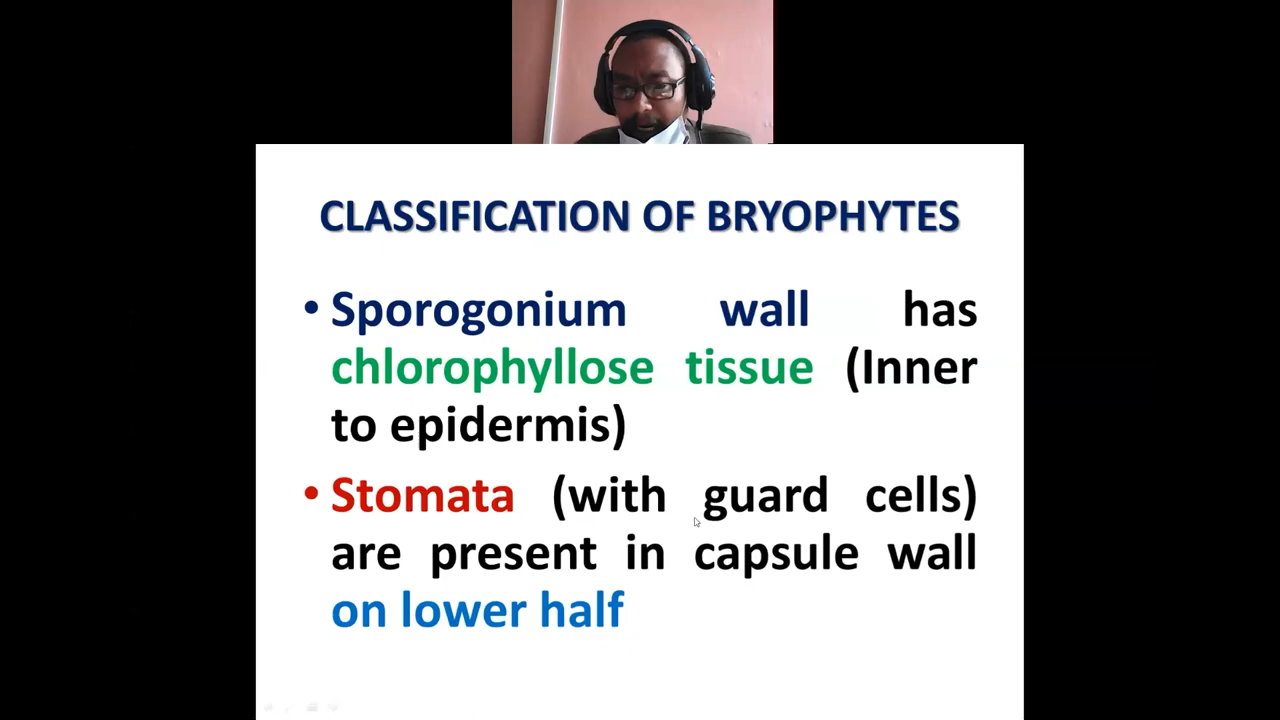 CLASSIFICATION OF BRYOPHYTES
• Sporogonium wall has
chlorophyllose tissue (Inner
to epidermis)
• Stomata (with guard cells)
are present in capsule wall
on lower half